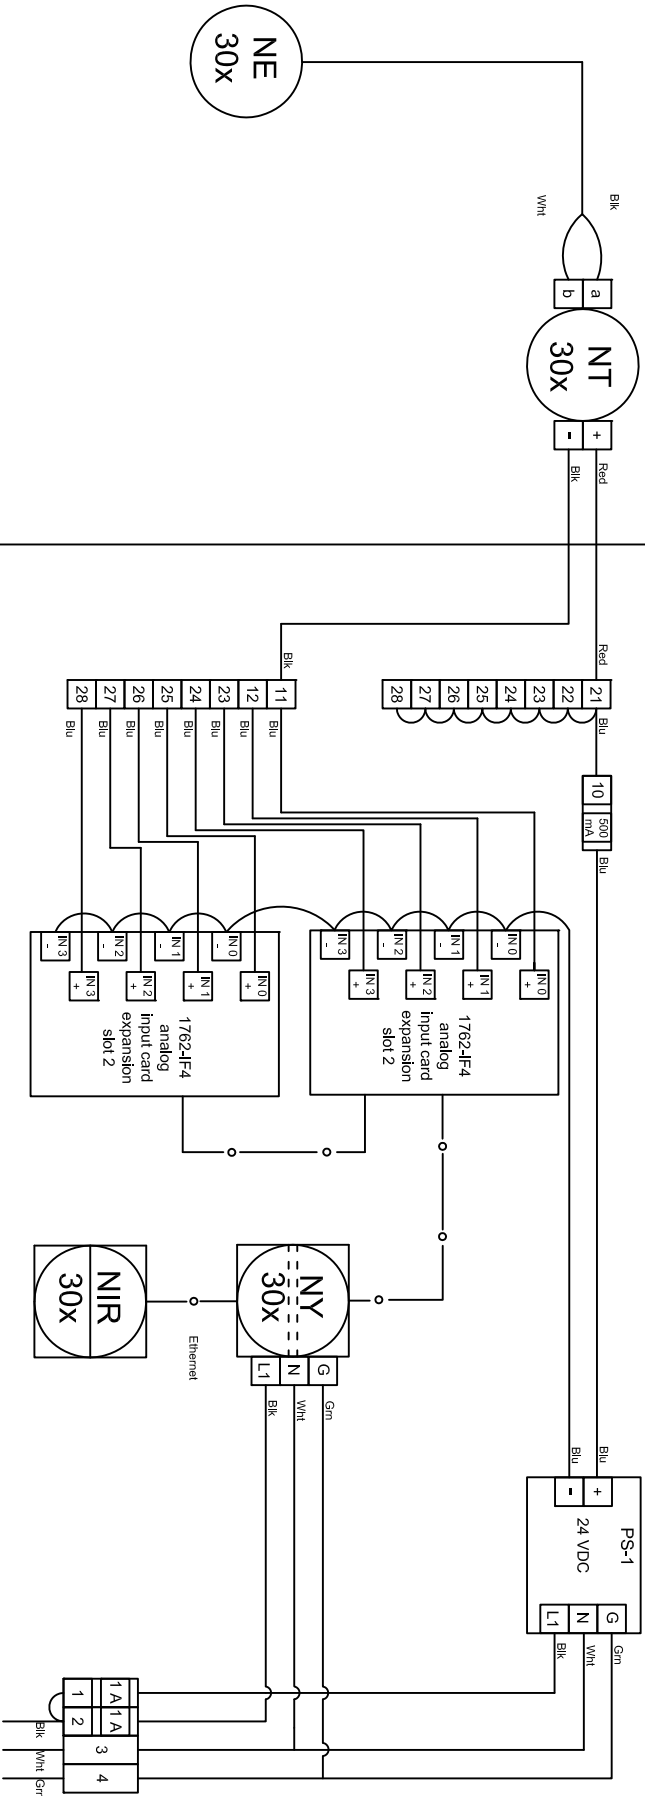 NE
30x
Blk
Wht
a
b
NT
30x
+
-
Red
Blk
Red
Blk
21
22
23
24
25
26
27
28
Blu
11
12
23
24
25
26
27
28
Blu
Blu
Blu
Blu
Blu
Blu
Blu
Blu
10
500
mA
Blu
IN 0
-
IN 1
-
IN 2
-
IN 3
-
IN 0
+
IN 1
+
IN 2
+
IN 3
+
1762-IF4
analog
input card
expansion
slot 2
IN 0
-
IN 1
-
IN 2
-
IN 3
-
IN 0
+
IN 1
+
IN 2
+
IN 3
+
1762-IF4
analog
input card
expansion
slot 2
NY
30x
NIR
30x
Ethernet
G
N
L1
Grn
Wht
Blk
Blu
Blu
+
-
PS-1
24 VDC
G
N
L1
Grn
Wht
Blk
1 A
1
1 A
2
3
4
Blk
Wht
Grn